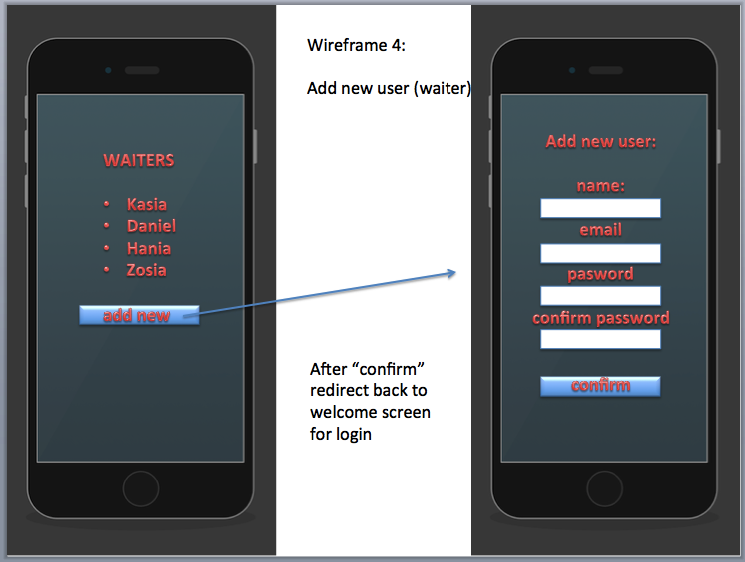 Wireframe 4:
Add new user (waiter)
WAITERS
• Kasia
• Daniel
• Hania
• Zosia
add new
After “confirm”
redirect back to
welcome screen
for login
Add new user:
name:
email
pasword
confirm password
confirm